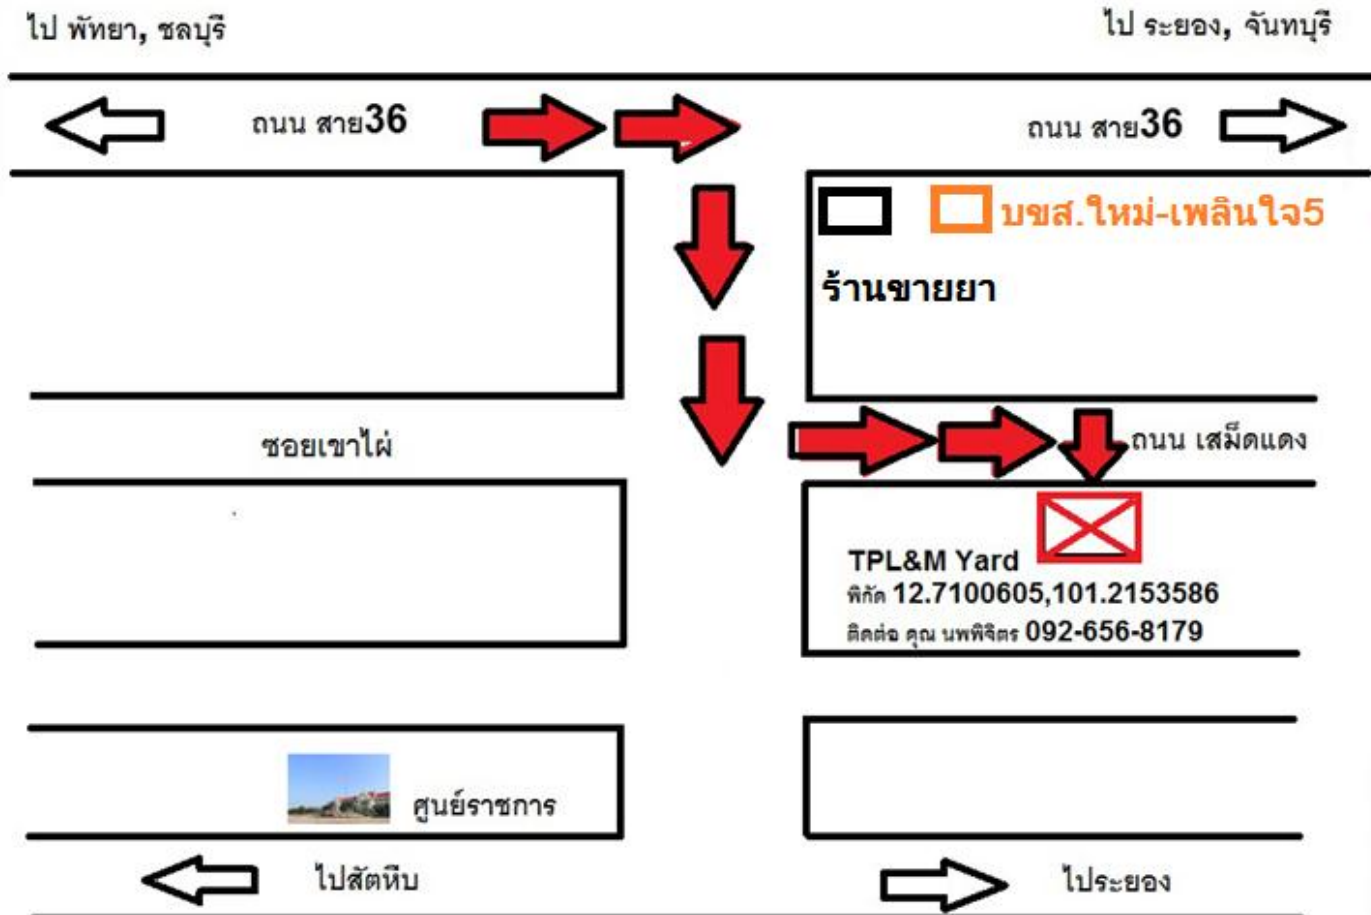 ไป พัทยา, ชลบุรี
ไป ระยอง, จันทบุรี
ถนน สาย36
ถนน สาย36
บขส.ใหม่-เพลินใจ5
ร้านขายยา
ซอยเขาไผ่
ถนน เสม็ดแดง
TPL&M Yard
พิกัด 12.7100605,101.2153586
ติดต่อ คุณ นพพิจิตร 092-656-8179
ศูนย์ราชการ
ไปสัตหีบ
ไประยอง